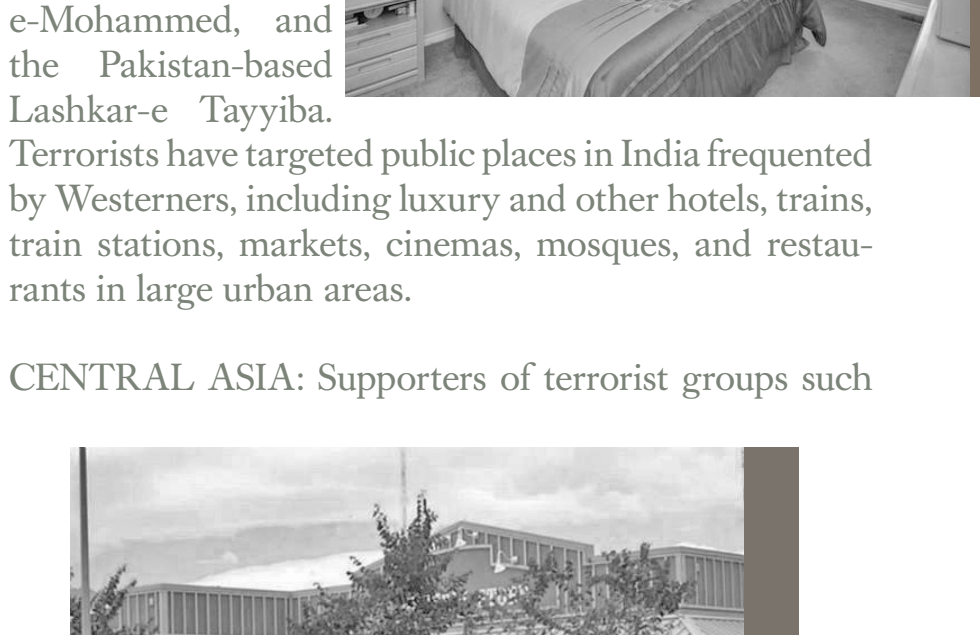 e-Mohammed, and
the Pakistan-based
Lashkar-e Tayyiba.
Terrorists have targeted public places in India frequented
by Westerners, including luxury and other hotels, trains,
train stations, markets, cinemas, mosques, and restau-
rants in large urban areas.
CENTRAL ASIA: Supporters of terrorist groups such